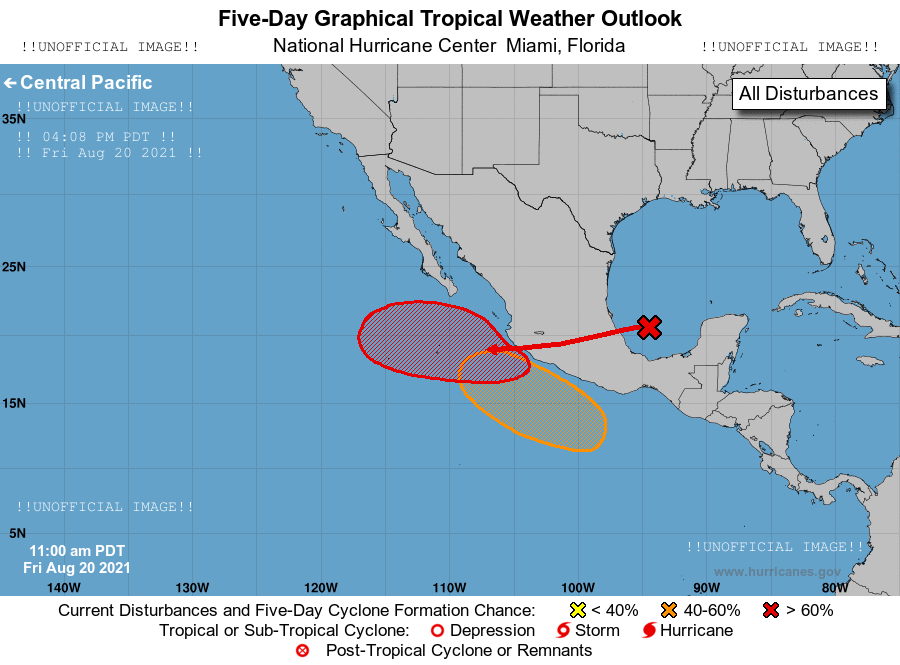 Five-Day Graphical Tropical Weather Outlook
!!UNOFFICIAL IMAGE!! National Hurricane Center  Miami, Florida !!UNOFFICIAL IMAGE!!
← Central Pacific
All Disturbances
!!UNOFFICIAL IMAGE!!
35N
!! 04:08 PM PDT !!
!! Fri Aug 20 2021 !!
25N
15N
!!UNOFFICIAL IMAGE!!
5N
11:00 am PDT
Fri Aug 20 2021
!!UNOFFICIAL IMAGE!!
www.hurricanes.gov
140W 130W 120W 110W 100W 90W 80W
Current Disturbances and Five-Day Cyclone Formation Chance: < 40% 40-60% > 60%
Tropical or Sub-Tropical Cyclone: Depression Storm Hurricane
Post-Tropical Cyclone or Remnants